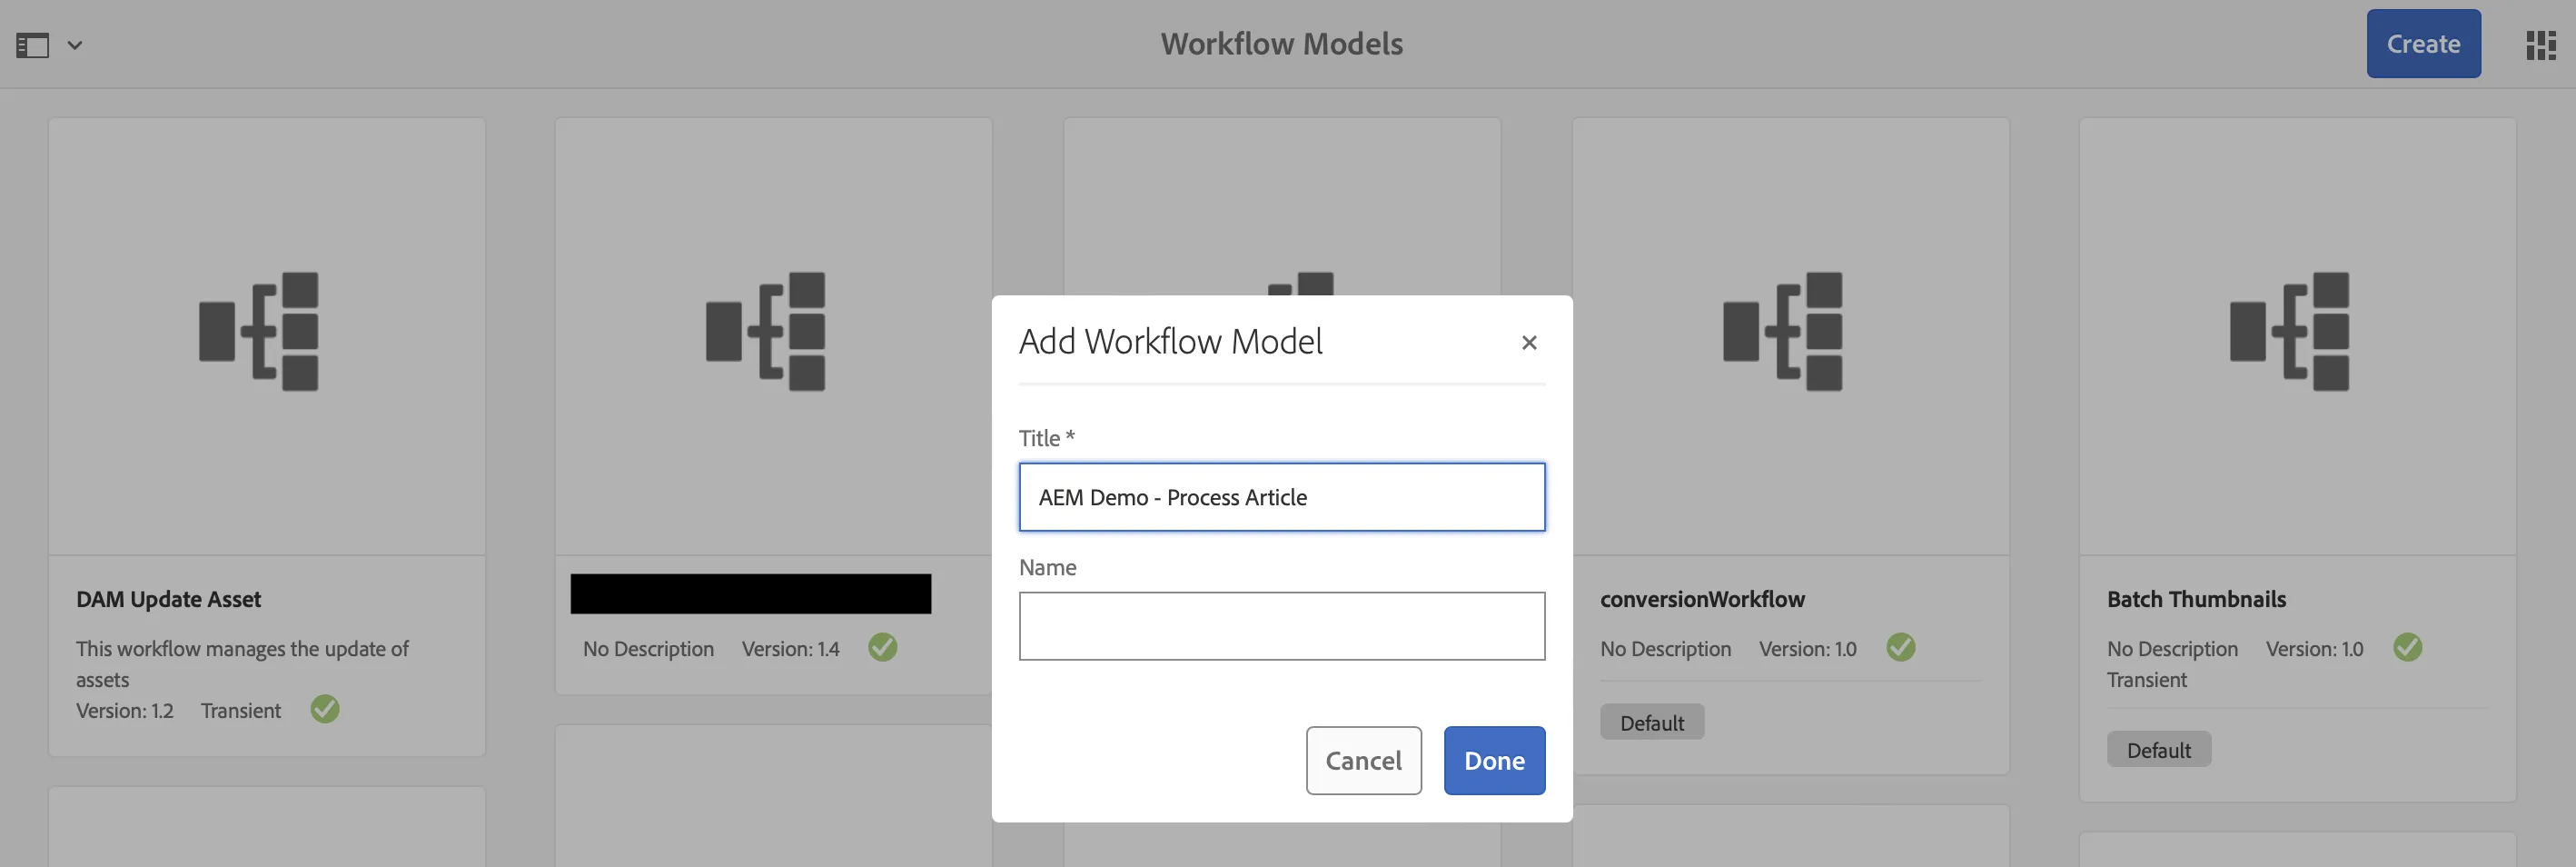 Workflow Models
Create
Add Workflow Model
Title *
AEM Demo - Process Article
Name
Cancel
Done
DAM Update Asset
This workflow manages the update of
assets
Version: 1.2 Transient
No Description Version: 1.4
conversionWorkflow
No Description Version: 1.0
Default
Batch Thumbnails
No Description Version: 1.0
Transient
Default